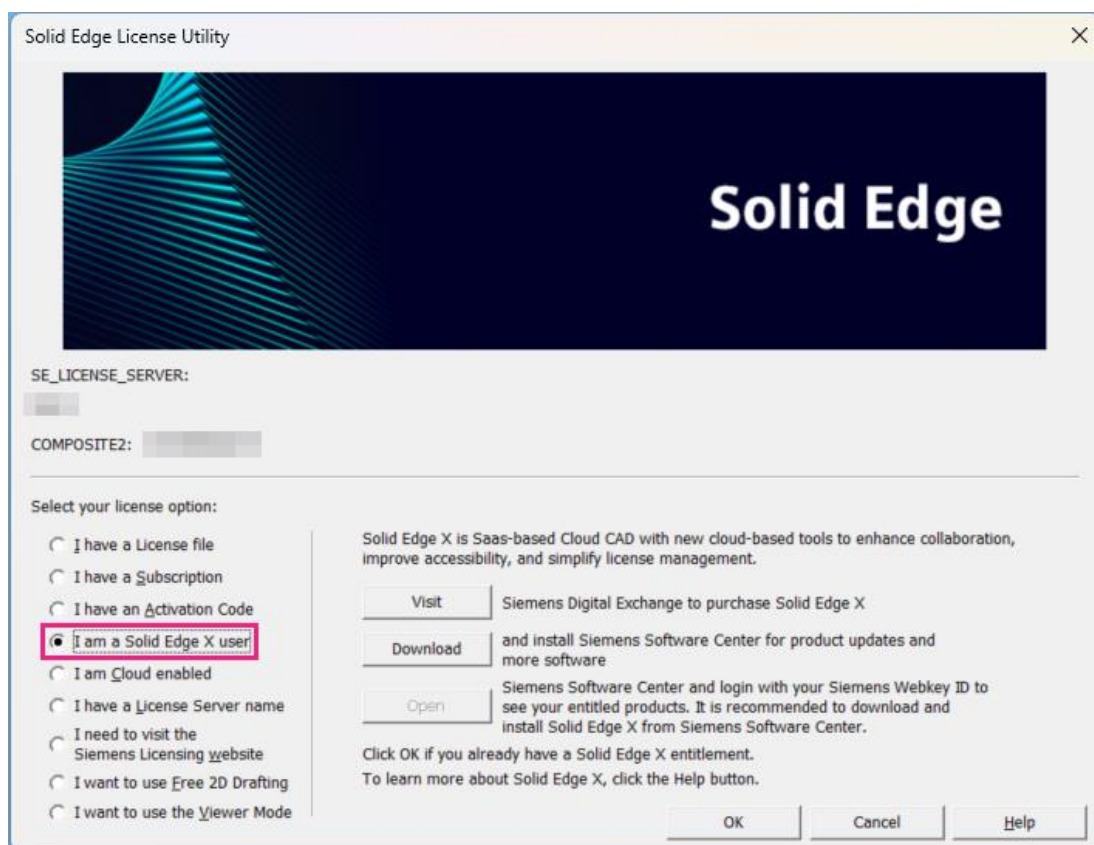 Solid Edge License Utility
Solid Edge
SE_LICENSE_SERVER:
COMPOSITE2:
Select your license option:
I have a License file
I have a Subscription
I have an Activation Code
I am a Solid Edge X user
I am Cloud enabled
I have a License Server name
I need to visit the
Siemens Licensing website
I want to use Free 2D Drafting
I want to use the Viewer Mode
Solid Edge X is Saas-based Cloud CAD with new cloud-based tools to enhance collaboration,
improve accessibility, and simplify license management.
Visit Siemens Digital Exchange to purchase Solid Edge X
Download and install Siemens Software Center for product updates and
more software
Open Siemens Software Center and login with your Siemens Webkey ID to
see your entitled products. It is recommended to download and
install Solid Edge X from Siemens Software Center.
Click OK if you already have a Solid Edge X entitlement.
To learn more about Solid Edge X, click the Help button.
OK Cancel Help